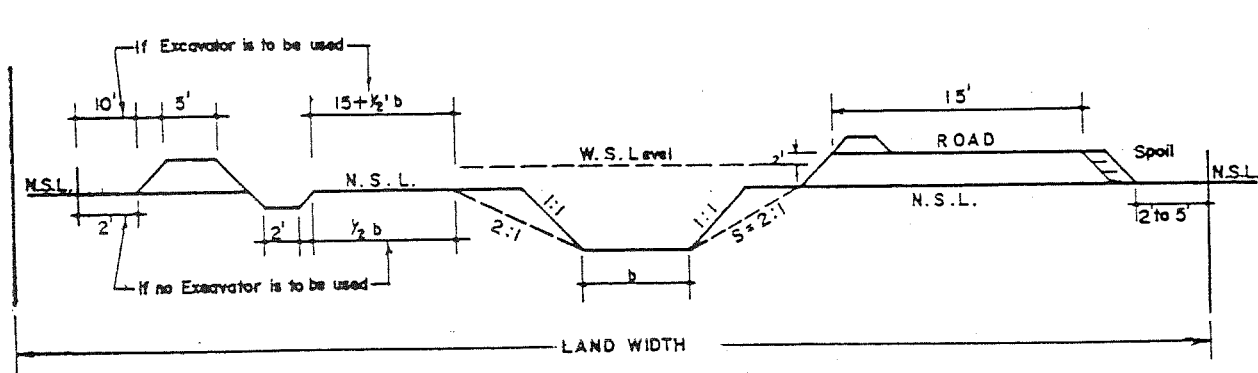 If Excavator is to be used
10'
5'
15+½' b
15'
W. S. Level
2'
ROAD
Spoil
N.S.L.
N. S. L.
N.S.L
N. S. L.
1:1
2:1
1:1
S = 2:1
2'
2'
½ b
2' to 5'
b
If no Exeavator is to be used
LAND WIDTH